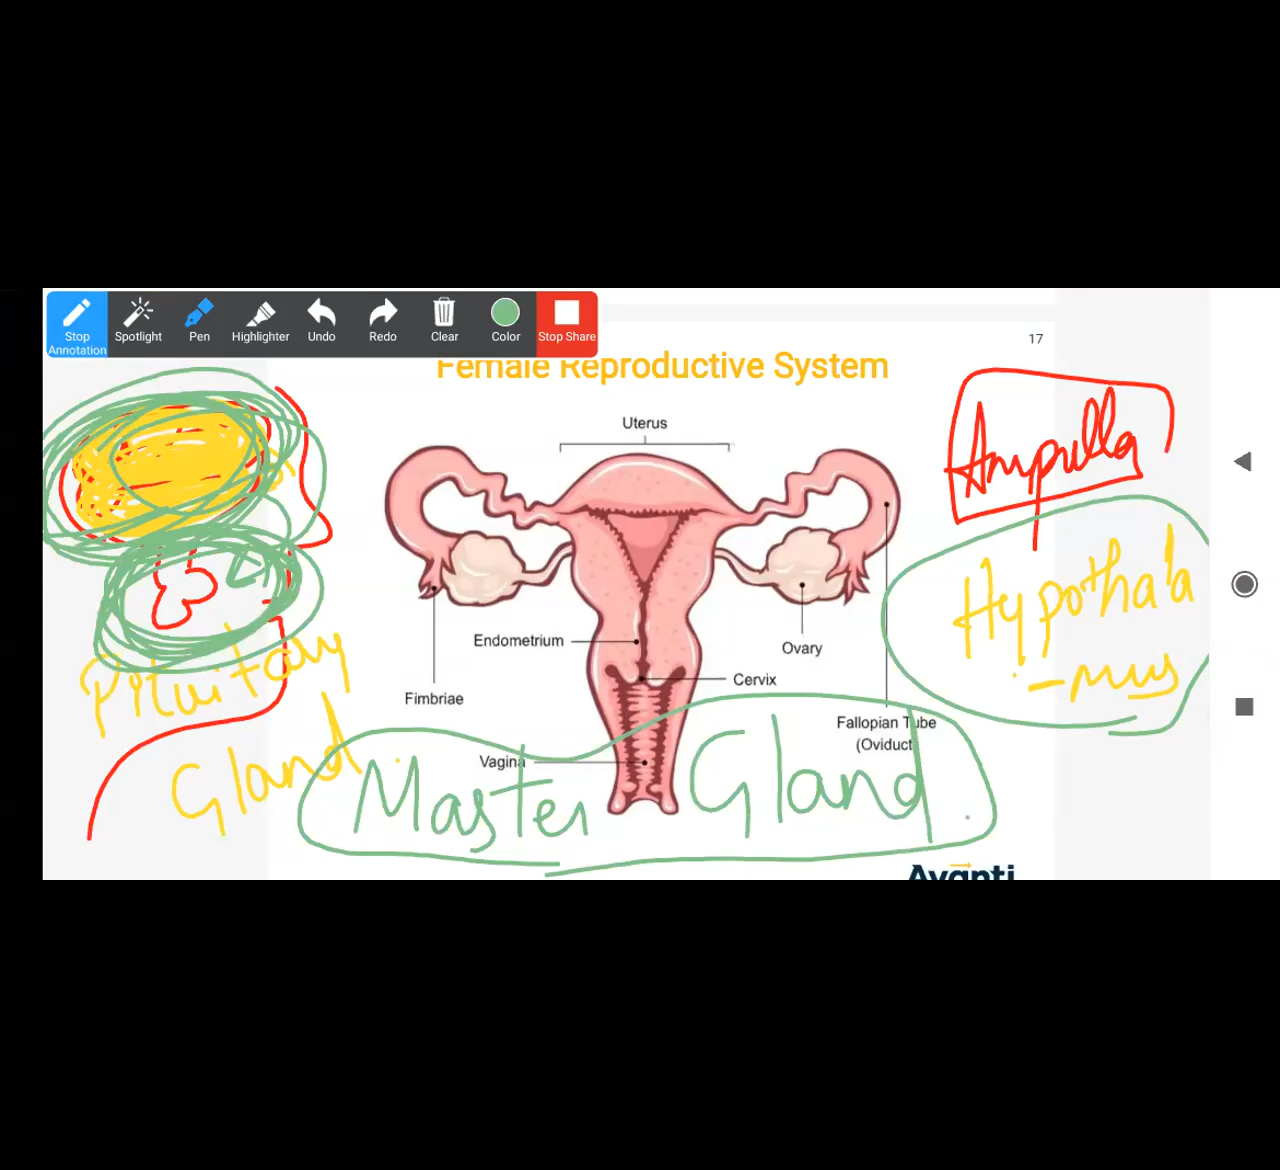 Stop Annotation
Spotlight
Pen
Highlighter
Undo
Redo
Clear
Color
Stop Share
17
Female Reproductive System
Uterus
Ampulla
Hypothala
-mus
Endometrium
Ovary
Cervix
Fimbriae
Fallopian Tube
(Oviduct
Vagina
Pituitary
Gland
Master Gland
Avanti